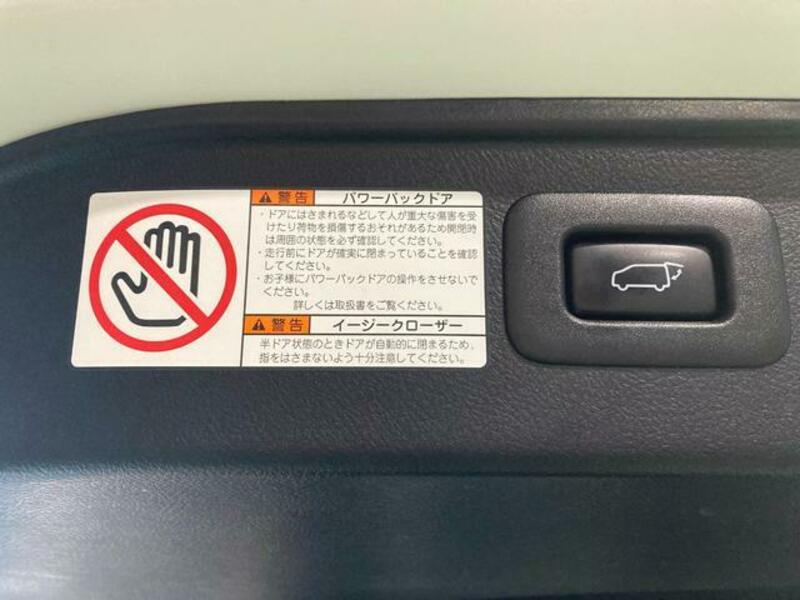 警告 パワーバックドア
・ドアにはさまれるなどして人が重大な傷害を受
けたり荷物を損傷するおそれがあるため開閉時
は周囲の状態を必ず確認してください。
・走行前にドアが確実に閉まっていることを確認
してください。
・お子様にパワーバックドアの操作をさせないで
ください。
詳しくは取扱書をご覧ください。
警告 イージークローザー
半ドア状態のときドアが自動的に閉まるため、
指をはさまないよう十分注意してください。